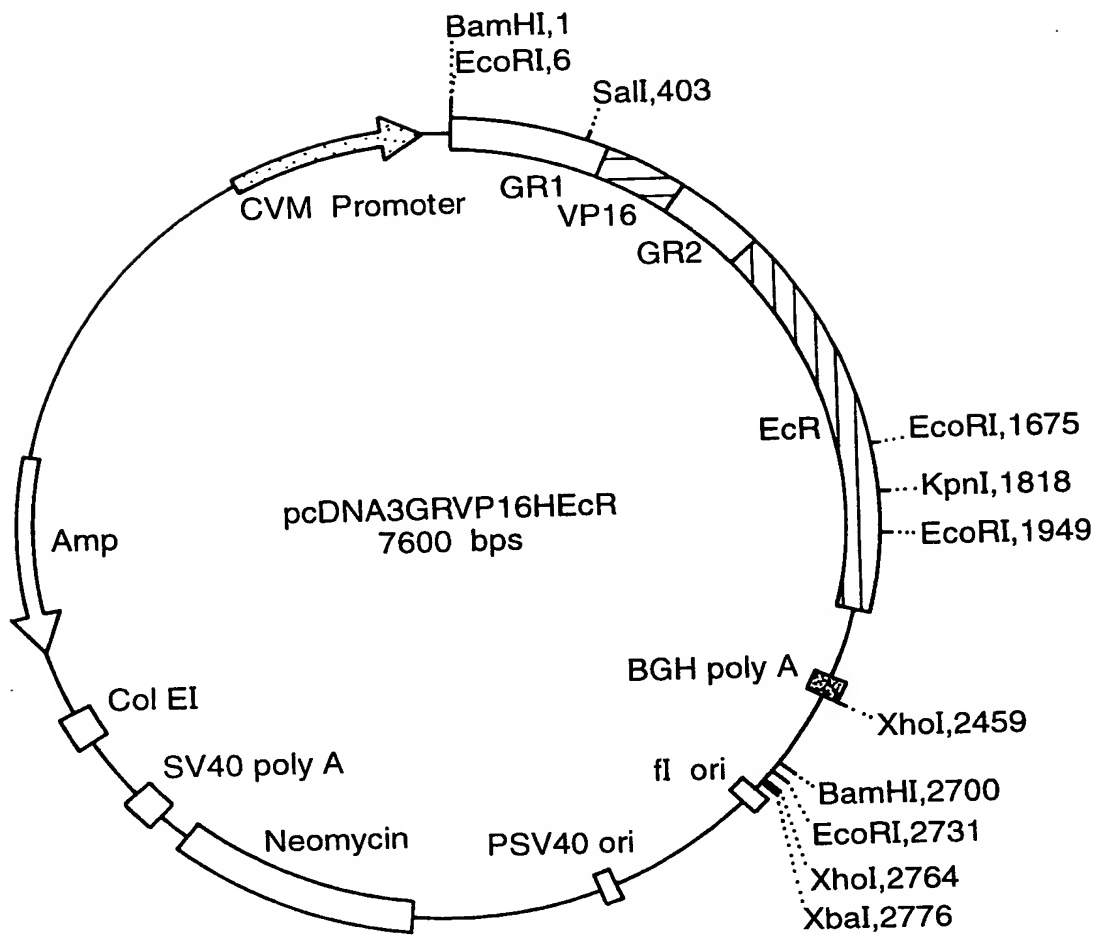 BamHI,1
EcoRI,6
SalI,403
CVM Promoter
GR1
VP16
GR2
EcR
EcoRI,1675
KpnI,1818
EcoRI,1949
pcDNA3GRVP16HEcR
7600 bps
Amp
BGH poly A
XhoI,2459
Col EI
SV40 poly A
fI ori
BamHI,2700
EcoRI,2731
Neomycin
PSV40 ori
XhoI,2764
XbaI,2776